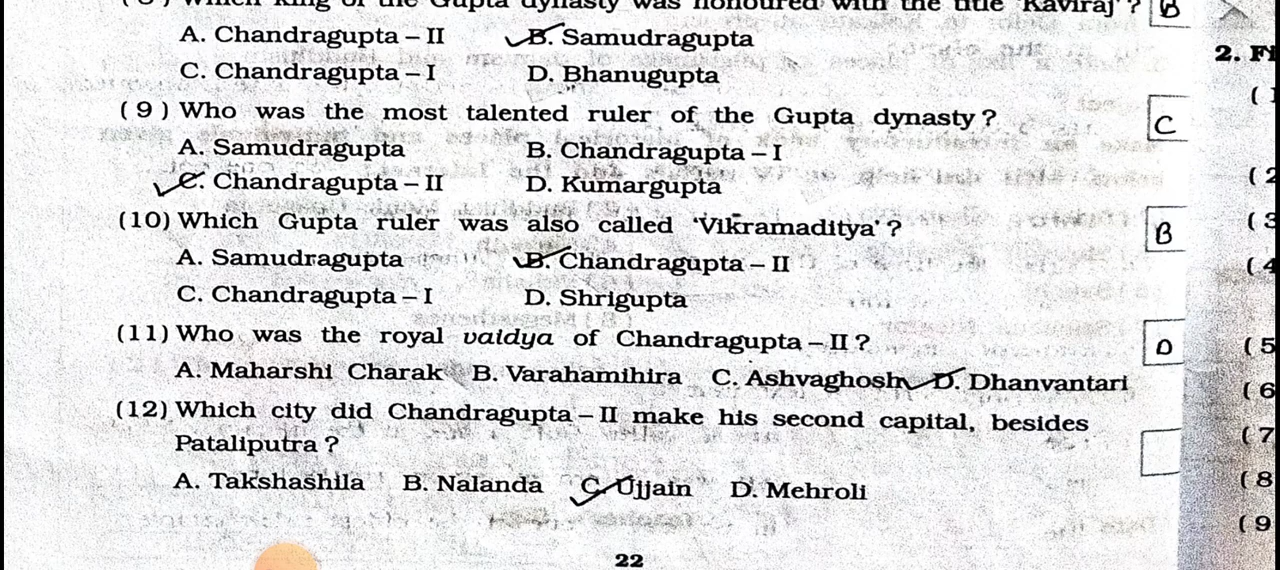 Which king of the Gupta dynasty was honoured with the title 'Kaviraj'? B
A. Chandragupta – II B. Samudragupta
C. Chandragupta – I D. Bhanugupta
2.
(9) Who was the most talented ruler of the Gupta dynasty? C
A. Samudragupta B. Chandragupta – I
C. Chandragupta – II D. Kumargupta
(2
(10) Which Gupta ruler was also called 'Vikramaditya'? B
(3
A. Samudragupta B. Chandragupta – II
(4
C. Chandragupta – I D. Shrigupta
(11) Who was the royal vaidya of Chandragupta – II? D
(5
A. Maharshi Charak B. Varahamihira C. Ashvaghosh D. Dhanvantari
(6
(12) Which city did Chandragupta – II make his second capital, besides
Pataliputra?
(7
A. Takshashila B. Nalanda C. Ujjain D. Mehroli
(8
(9
22